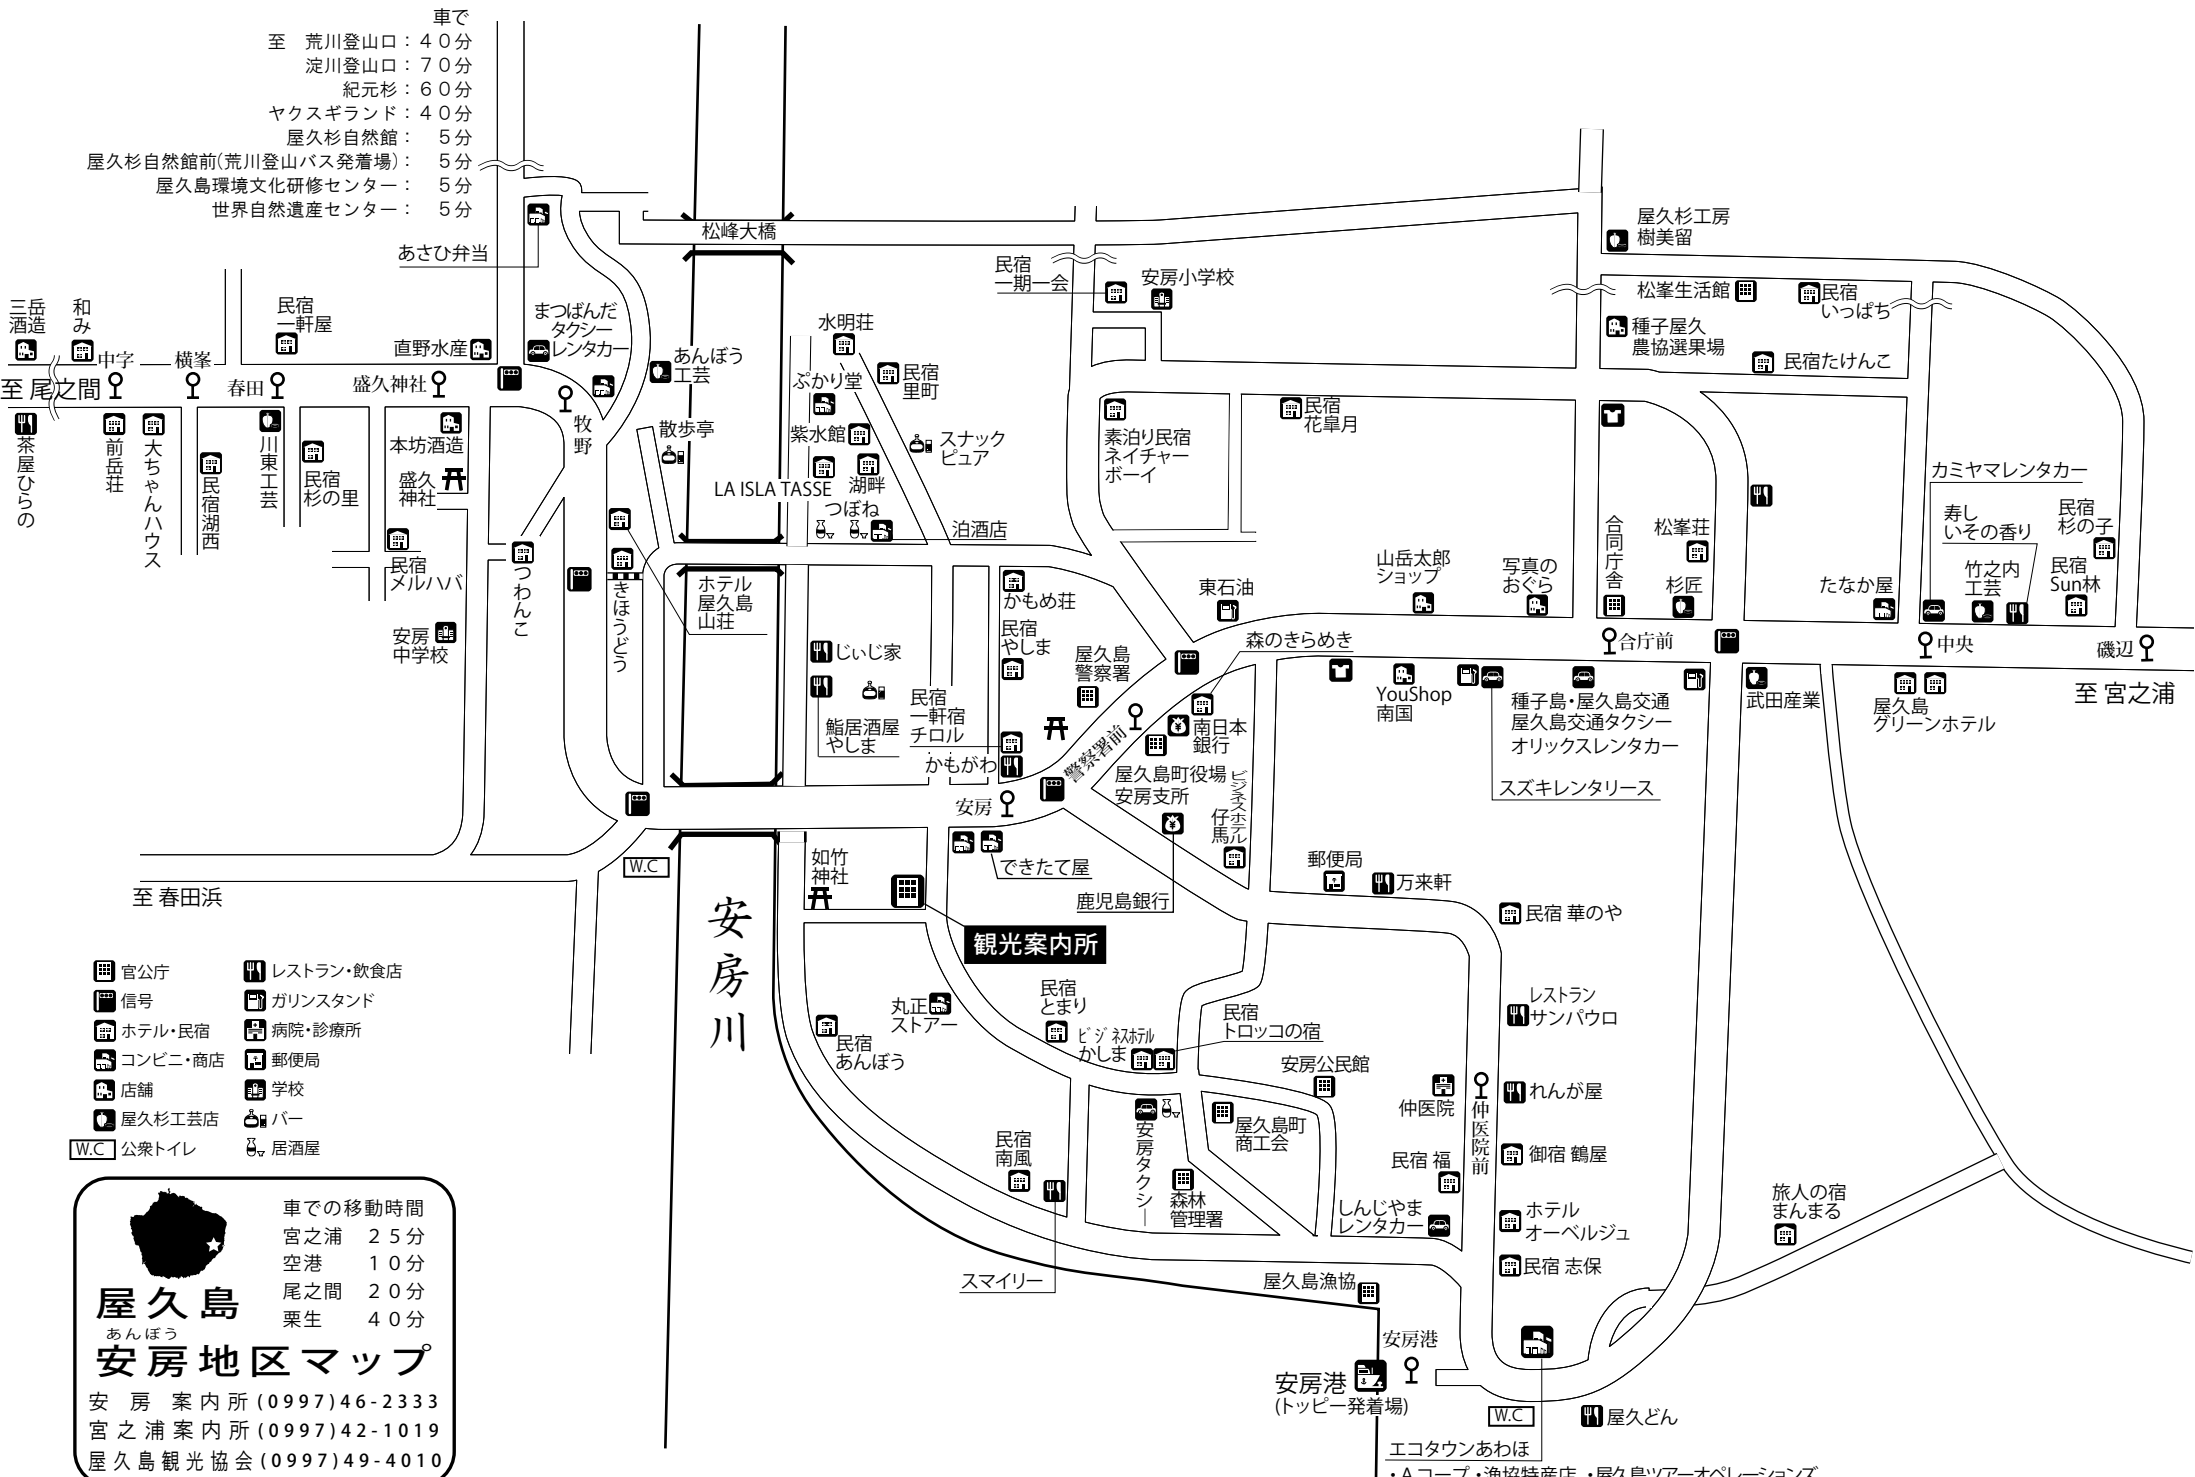 車で
至　荒川登山口：４０分
淀川登山口：７０分
紀元杉：６０分
ヤクスギランド：４０分
屋久杉自然館：　５分
屋久杉自然館前(荒川登山バス発着場)：　５分
屋久島環境文化研修センター：　５分
世界自然遺産センター：　５分
あさひ弁当
松峰大橋
民宿
一期一会
安房小学校
屋久杉工房
樹美留
松峯生活館
民宿
いっぱち
種子屋久
農協選果場
民宿たけんこ
三岳
酒造
和み
中字
横峯
民宿
一軒屋
春田
直野水産
盛久神社
まつばんだ
タクシー
レンタカー
あんぼう
工芸
水明荘
ぷかり堂
民宿
里町
至 尾之間
茶屋ひらの
前岳荘
大ちゃんハウス
民宿湖西
川東工芸
民宿
杉の里
本坊酒造
盛久
神社
民宿
メルハバ
安房
中学校
牧野
散歩亭
紫水館
スナック
ピュア
LA ISLA TASSE
湖畔
つぼね
泊酒店
素泊り民宿
ネイチャー
ボーイ
民宿
花皐月
つわんこ
きほうどう
ホテル
屋久島
山荘
かもめ荘
民宿
やしま
東石油
山岳太郎
ショップ
写真の
おぐら
合同庁舎
松峯荘
杉匠
カミヤマレンタカー
寿し
いその香り
民宿
杉の子
竹之内
工芸
民宿
Sun林
たなか屋
じぃじ家
鮨居酒屋
やしま
民宿
一軒宿
チロル
かもがわ
屋久島
警察署
森のきらめき
警察署前
南日本
銀行
屋久島町役場
安房支所
ビジネスホテル
仔馬
合庁前
中央
磯辺
至 宮之浦
YouShop
南国
種子島・屋久島交通
屋久島交通タクシー
オリックスレンタカー
スズキレンタリース
武田産業
屋久島
グリーンホテル
安房
できたて屋
鹿児島銀行
郵便局
万来軒
民宿 華のや
至 春田浜
W.C
如竹
神社
観光案内所
安房川
丸正
ストアー
民宿
あんぼう
民宿
とまり
ビジネスホテル
かしま
民宿
トロッコの宿
安房公民館
レストラン
サンパウロ
仲医院
仲医院前
れんが屋
官公庁
レストラン・飲食店
信号
ガリンスタンド
ホテル・民宿
病院・診療所
コンビニ・商店
郵便局
店舗
学校
屋久杉工芸店
バー
W.C 公衆トイレ
居酒屋
民宿
南風
安房タクシー
屋久島町
商工会
森林
管理署
民宿 福
御宿 鶴屋
しんじやま
レンタカー
ホテル
オーベルジュ
民宿 志保
旅人の宿
まんまる
スマイリー
屋久島漁協
安房港
安房港
(トッピー発着場)
W.C
屋久どん
エコタウンあわほ
・Aコープ ・漁協特産店 ・屋久島ツアーオペレーションズ
車での移動時間
宮之浦　２５分
空港　１０分
尾之間　２０分
栗生　４０分
屋久島
あんぼう
安房地区マップ
安　房　案内所(0997)46-2333
宮之浦案内所(0997)42-1019
屋久島観光協会(0997)49-4010